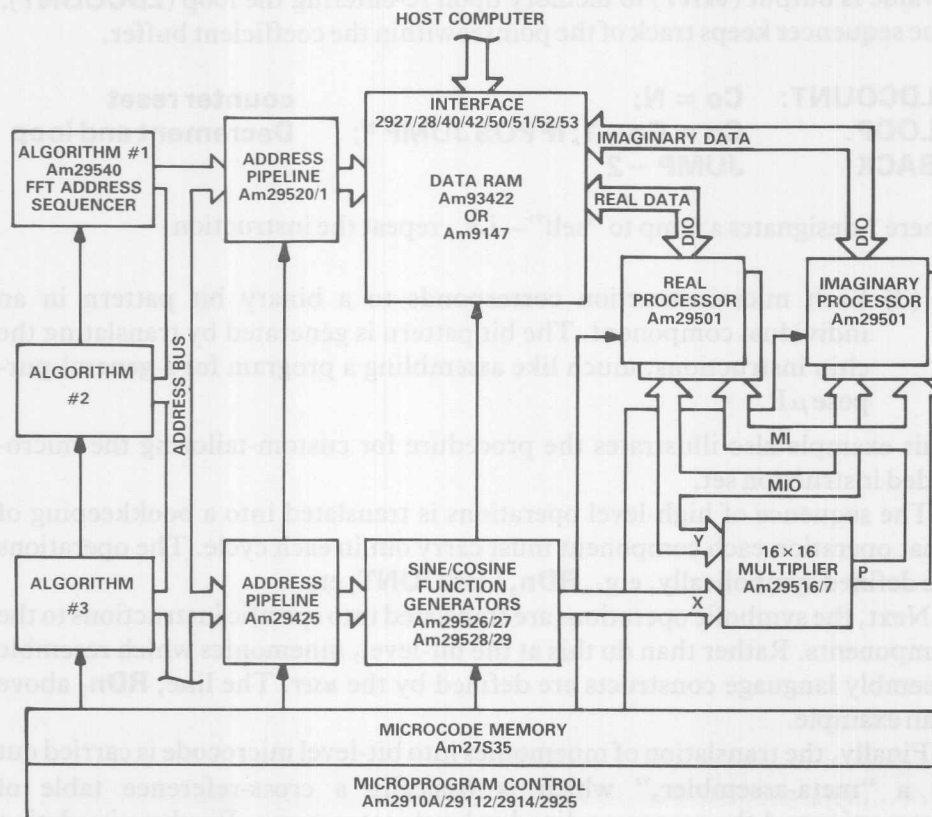 HOST COMPUTER
INTERFACE
2927/28/40/42/50/51/52/53
DATA RAM
Am93422
OR
Am9147
ALGORITHM #1
Am29540
FFT ADDRESS
SEQUENCER
ADDRESS
PIPELINE
Am29520/1
IMAGINARY DATA
REAL DATA
DIO
DIO
REAL
PROCESSOR
Am29501
IMAGINARY
PROCESSOR
Am29501
ALGORITHM
#2
ADDRESS BUS
MI
MIO
ALGORITHM
#3
ADDRESS
PIPELINE
Am29425
SINE/COSINE
FUNCTION
GENERATORS
Am29526/27
Am29528/29
Y
X
16×16
MULTIPLIER
Am29516/7
P
MICROCODE MEMORY
Am27S35
MICROPROGRAM CONTROL
Am2910A/29112/2914/2925